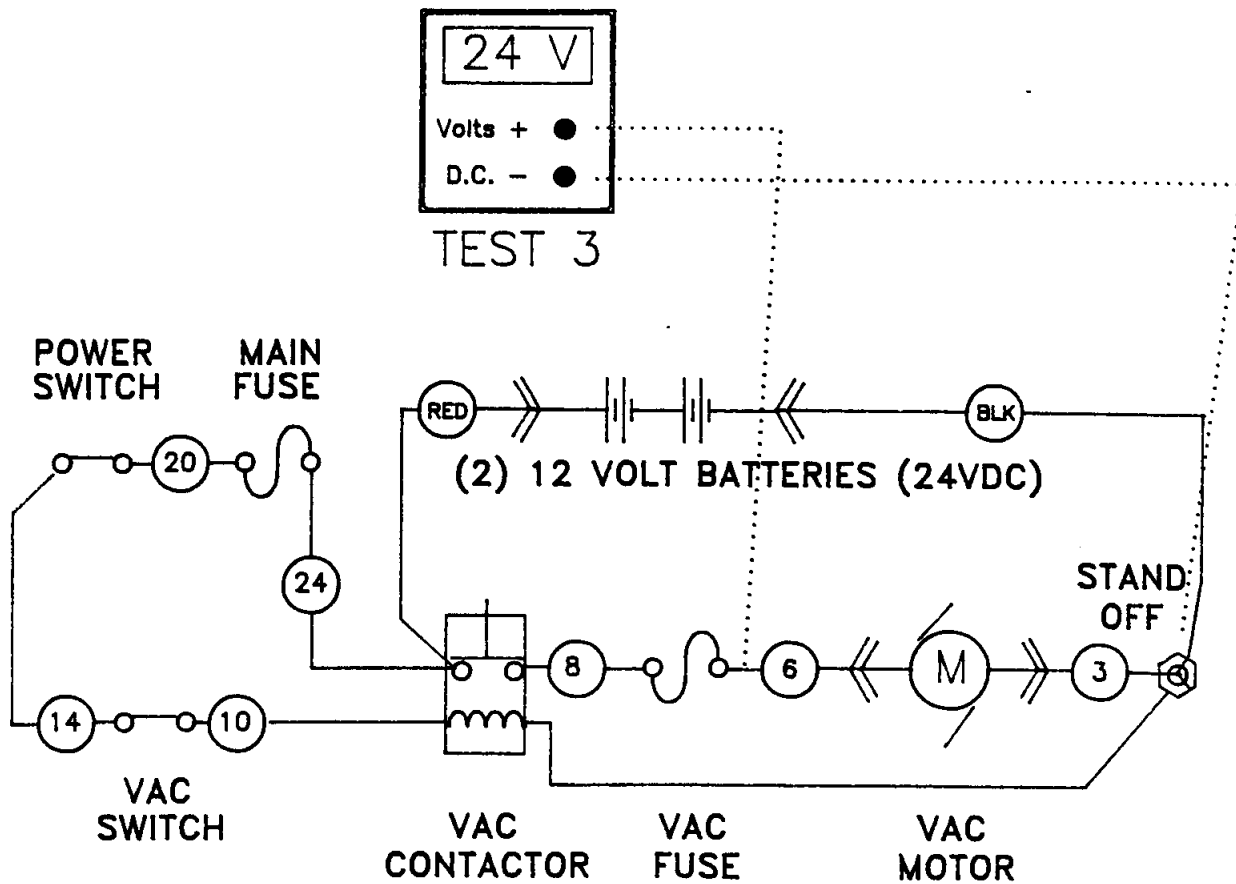 24 V
Volts +
D.C. -
TEST 3
POWER
SWITCH
MAIN
FUSE
RED
BLK
20
(2) 12 VOLT BATTERIES (24VDC)
24
STAND
OFF
8
6
M
3
14
10
VAC
SWITCH
VAC
CONTACTOR
VAC
FUSE
VAC
MOTOR